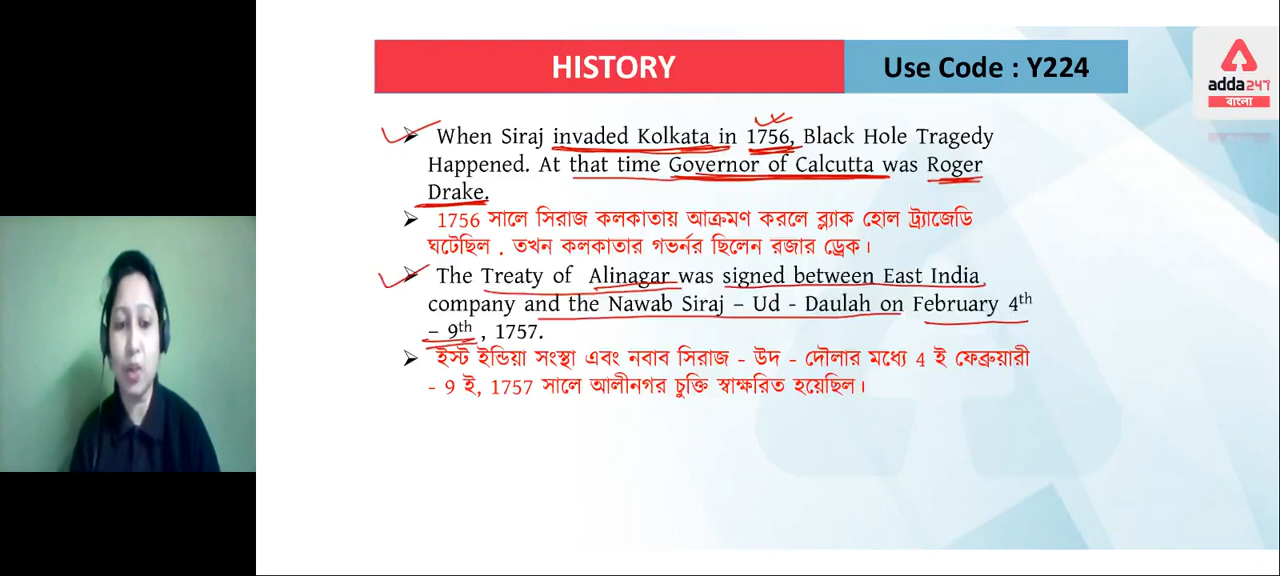 HISTORY
Use Code : Y224
adda247
বাংলা
➢ When Siraj invaded Kolkata in 1756, Black Hole Tragedy
Happened. At that time Governor of Calcutta was Roger
Drake.
➢ 1756 সালে সিরাজ কলকাতায় আক্রমণ করলে ব্ল্যাক হোল ট্র্যাজেডি
ঘটেছিল . তখন কলকাতার গভর্নর ছিলেন রজার ড্রেক।
➢ The Treaty of Alinagar was signed between East India
company and the Nawab Siraj – Ud - Daulah on February 4th
– 9th , 1757.
➢ ইস্ট ইন্ডিয়া সংস্থা এবং নবাব সিরাজ - উদ - দৌলার মধ্যে 4 ই ফেব্রুয়ারী
- 9 ই, 1757 সালে আলীনগর চুক্তি স্বাক্ষরিত হয়েছিল।